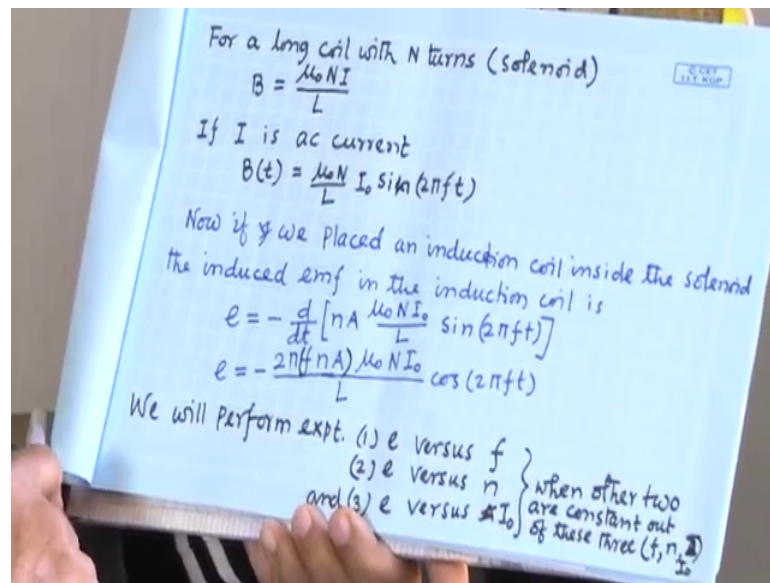 For a long coil with N turns (Solenoid)
© CET
I.I.T. KGP
B = μ₀NI / L
If I is ac current
B(t) = μ₀N / L I₀ sin(2πft)
Now if we placed an induction coil inside the solenoid
the induced emf in the induction coil is
e = - d/dt [nA μ₀NI₀ / L sin(2πft)]
e = - 2π(fnA) μ₀NI₀ / L cos(2πft)
We will perform expt. (1) e versus f
(2) e versus n } when other two
and (3) e versus I₀ are constant out
of these three (f, n, I₀)